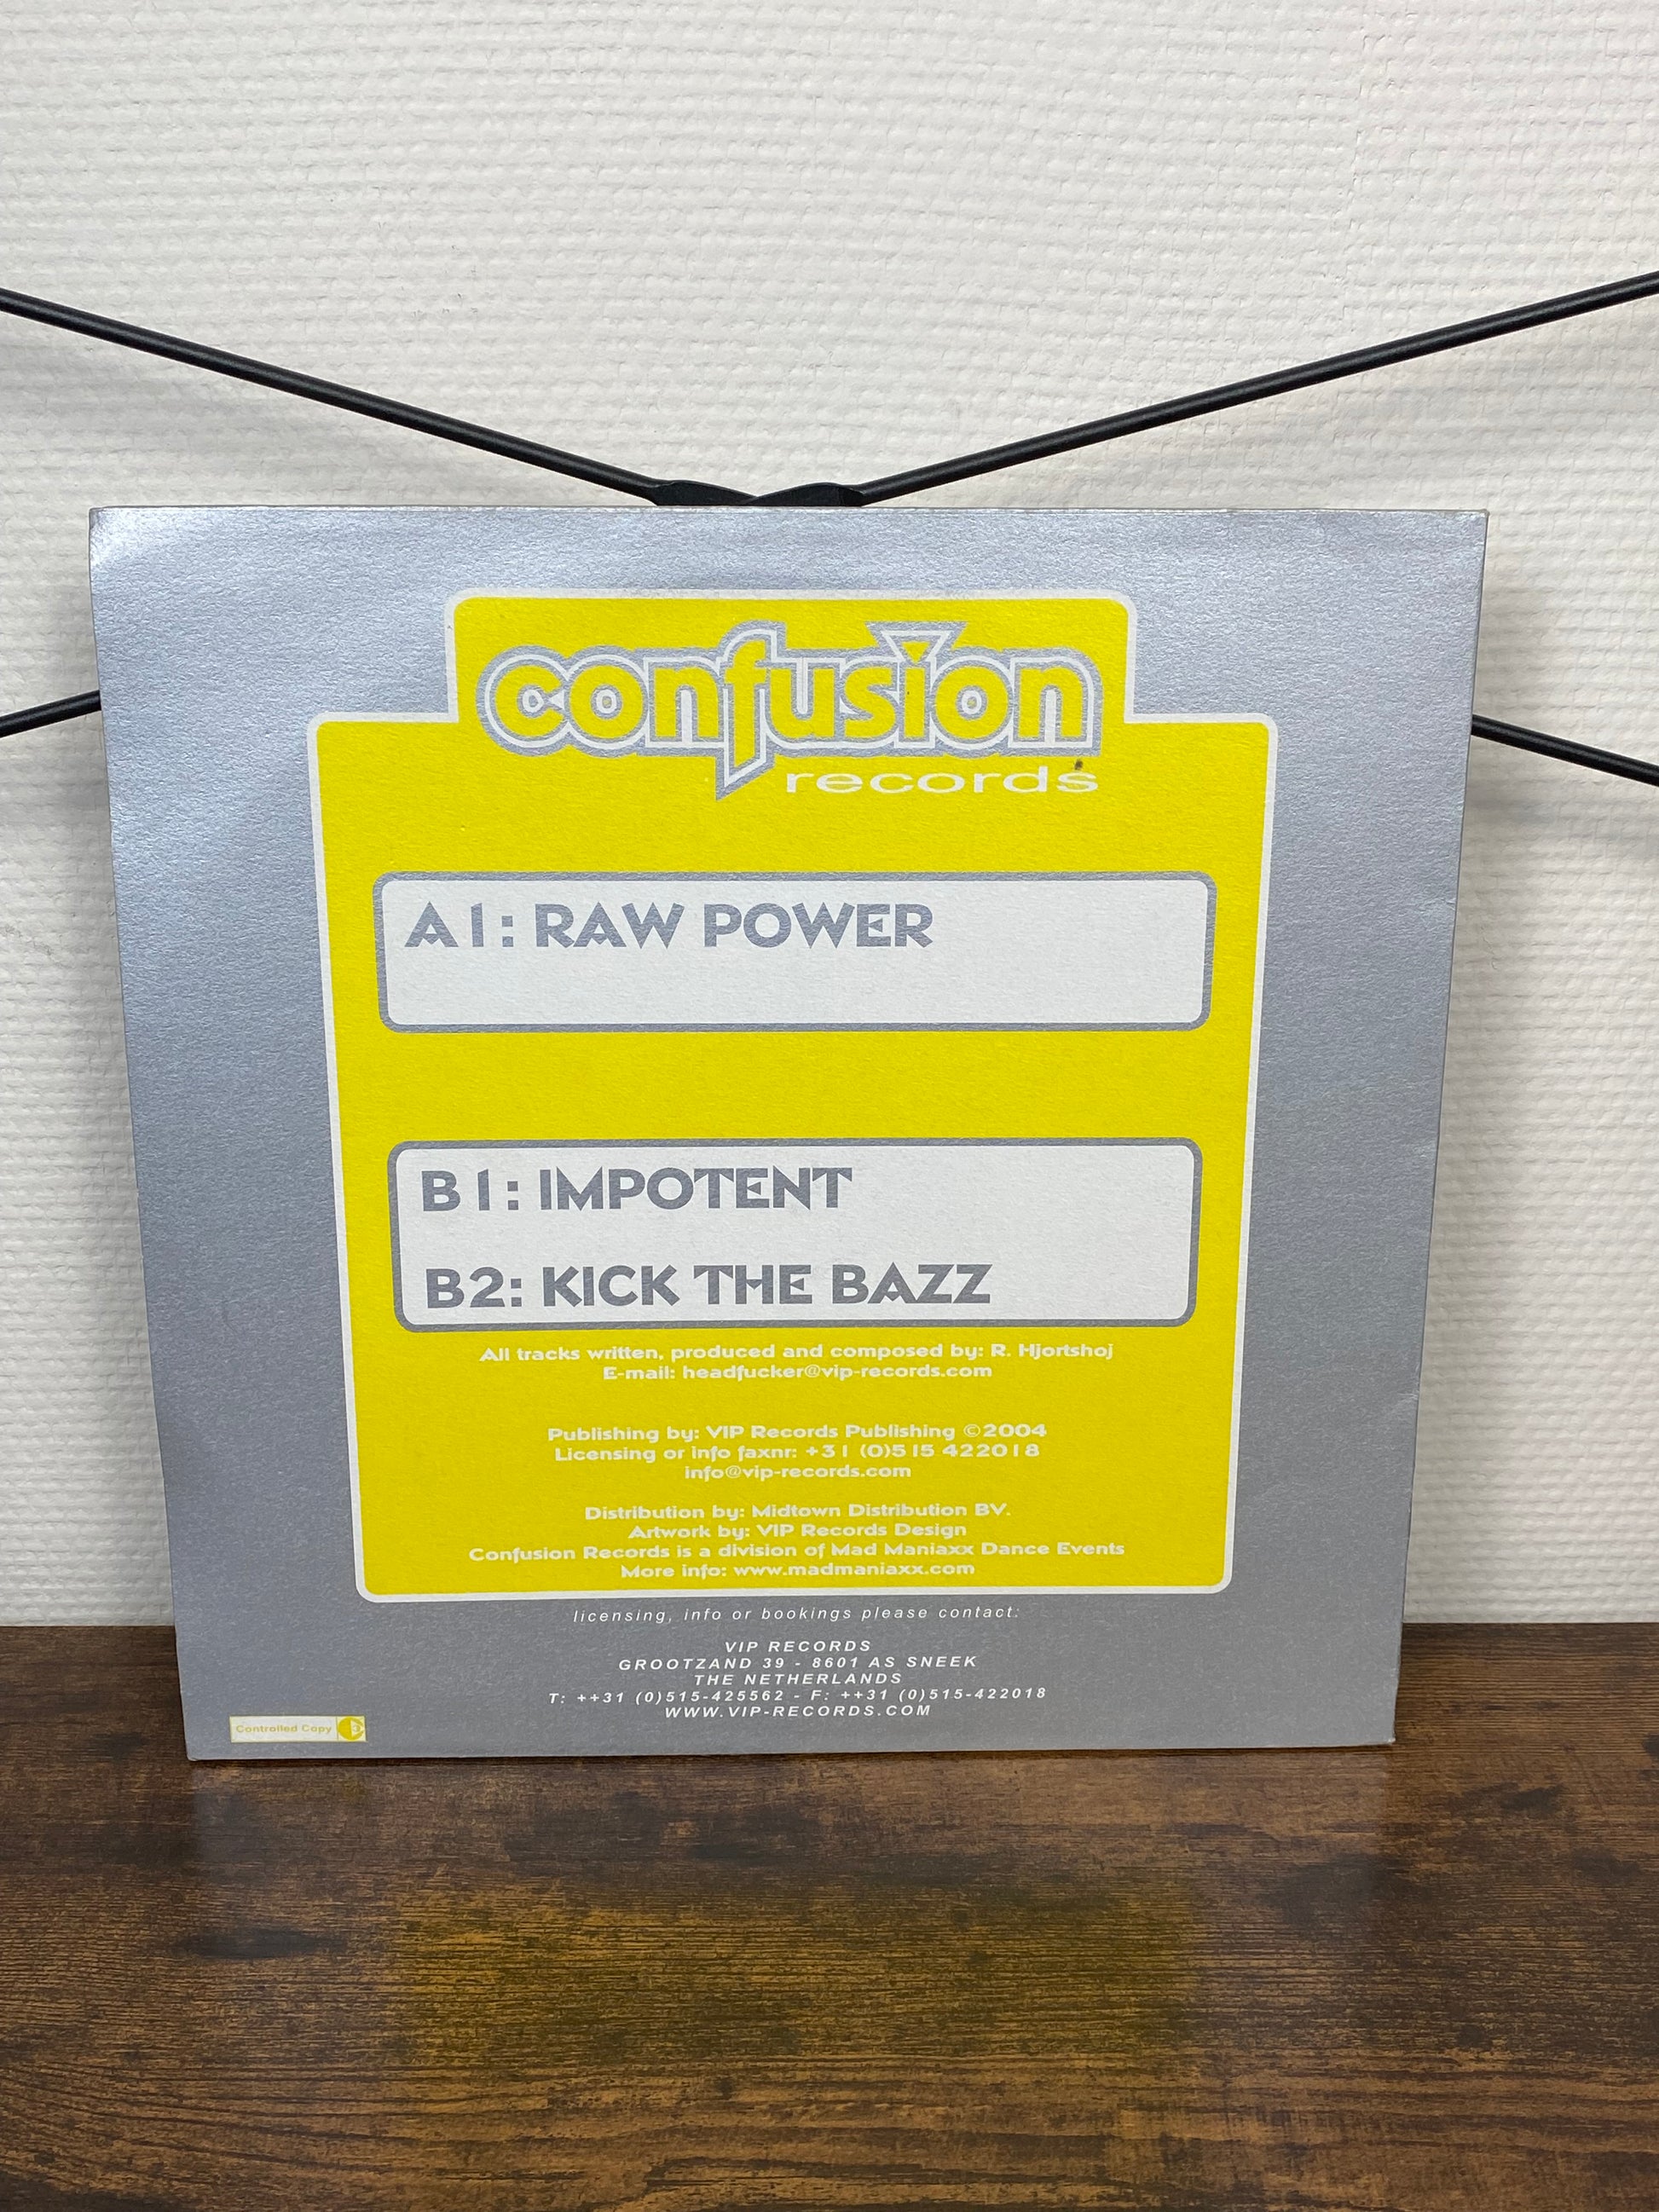 confusion
records
A1: RAW POWER
B1: IMPOTENT
B2: KICK THE BAZZ
All tracks written, produced and composed by: R. Hjortshoj
E-mail: headfucker@vip-records.com
Publishing by: VIP Records Publishing ©2004
Licensing or info faxnr: +31 (0)515 422018
info@vip-records.com
Distribution by: Midtown Distribution BV.
Artwork by: VIP Records Design
Confusion Records is a division of Mad Maniaxx Dance Events
More info: www.madmaniaxx.com
licensing, info or bookings please contact:
VIP RECORDS
GROOTZAND 39 - 8601 AS SNEEK
THE NETHERLANDS
T: ++31 (0)515-425562 - F: ++31 (0)515-422018
WWW.VIP-RECORDS.COM
Controlled Copy